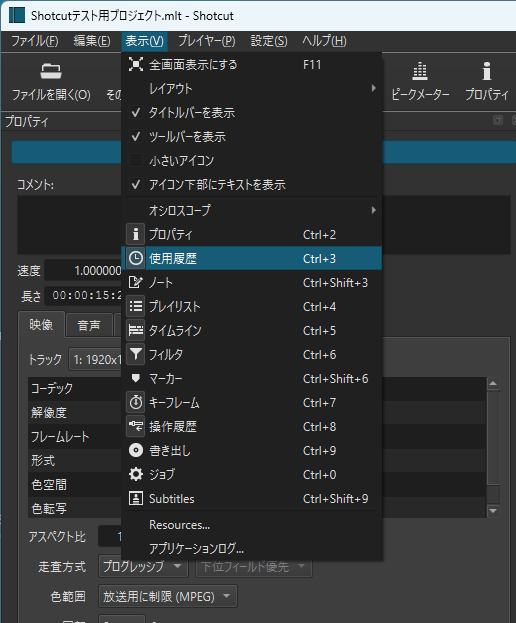 Shotcutテスト用プロジェクト.mlt - Shotcut
ファイル(F) 編集(E) 表示(V) プレイヤー(P) 設定(S) ヘルプ(H)
ファイルを開く(O) その ピークメーター プロパティ
プロパティ
全画面表示にする F11
レイアウト
タイトルバーを表示
ツールバーを表示
小さいアイコン
アイコン下部にテキストを表示
オシロスコープ
プロパティ Ctrl+2
使用履歴 Ctrl+3
ノート Ctrl+Shift+3
プレイリスト Ctrl+4
タイムライン Ctrl+5
フィルタ Ctrl+6
マーカー Ctrl+Shift+6
キーフレーム Ctrl+7
操作履歴 Ctrl+8
書き出し Ctrl+9
ジョブ Ctrl+0
Subtitles Ctrl+Shift+9
Resources...
アプリケーションログ...
コメント:
速度 1.000000
長さ 00:00:15:2
映像 音声
トラック 1: 1920x1
コーデック
解像度
フレームレート
形式
色空間
色転写
アスペクト比 1
走査方式 プログレッシブ 下位フィールド優先
色範囲 放送用に制限 (MPEG)